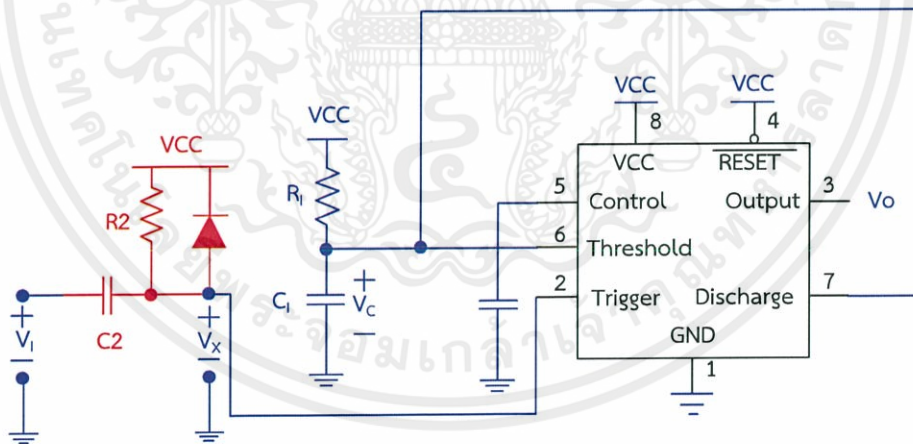 VCC
VCC
8
4
VCC
VCC
RESET
VCC
R2
R1
5
Control
Output
3
Vo
6
Threshold
2
Trigger
Discharge
7
GND
1
C2
+
VI
–
+
VX
–
C1
+
VC
–